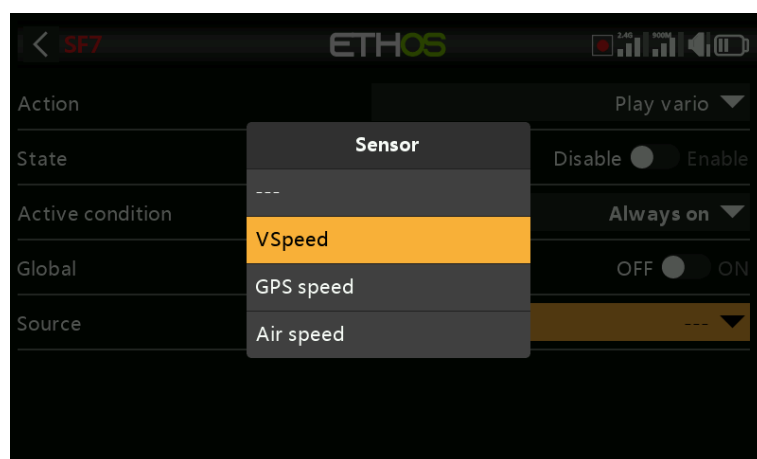 SF7
ETHOS
2.4G 900M
Action
Play vario
State
Disable Enable
Active condition
Always on
Global
OFF ON
Source
---
Sensor
---
VSpeed
GPS speed
Air speed